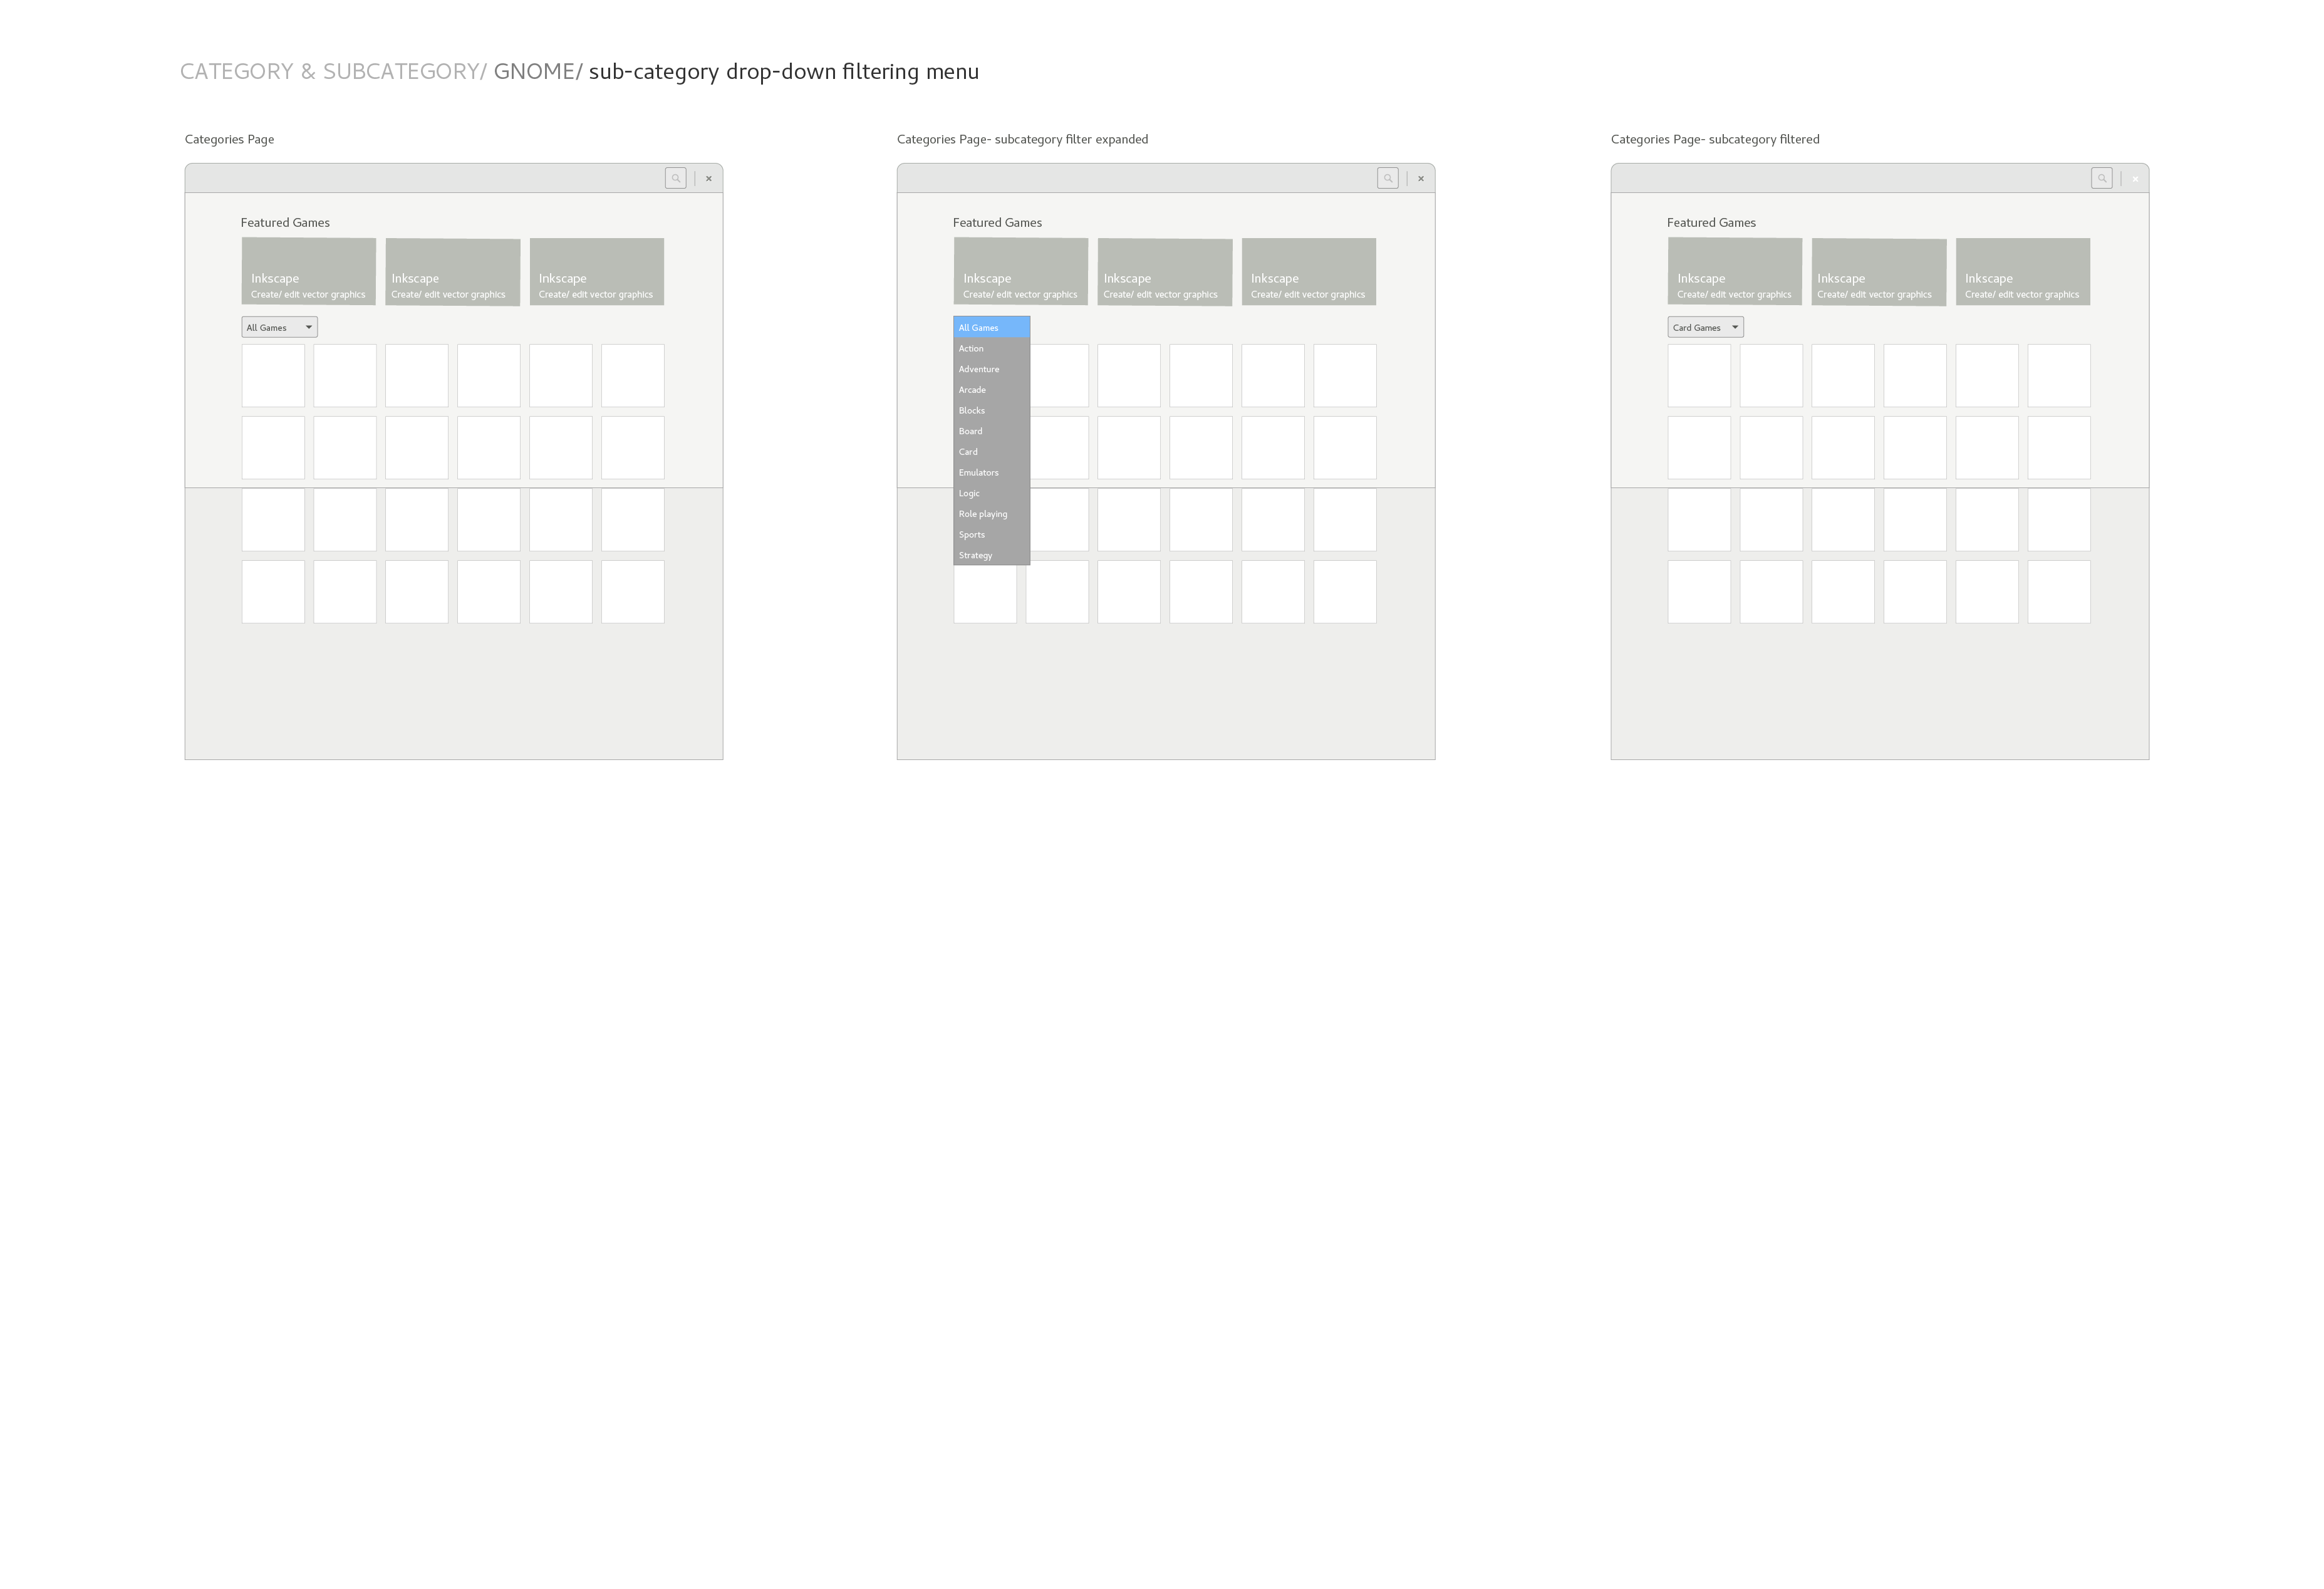 CATEGORY & SUBCATEGORY/ GNOME/ sub-category drop-down filtering menu
Categories Page
Featured Games
Inkscape
Create/ edit vector graphics
Inkscape
Create/ edit vector graphics
Inkscape
Create/ edit vector graphics
All Games
Categories Page- subcategory filter expanded
Featured Games
Inkscape
Create/ edit vector graphics
Inkscape
Create/ edit vector graphics
Inkscape
Create/ edit vector graphics
All Games
Action
Adventure
Arcade
Blocks
Board
Card
Emulators
Logic
Role playing
Sports
Strategy
Categories Page- subcategory filtered
Featured Games
Inkscape
Create/ edit vector graphics
Inkscape
Create/ edit vector graphics
Inkscape
Create/ edit vector graphics
Card Games